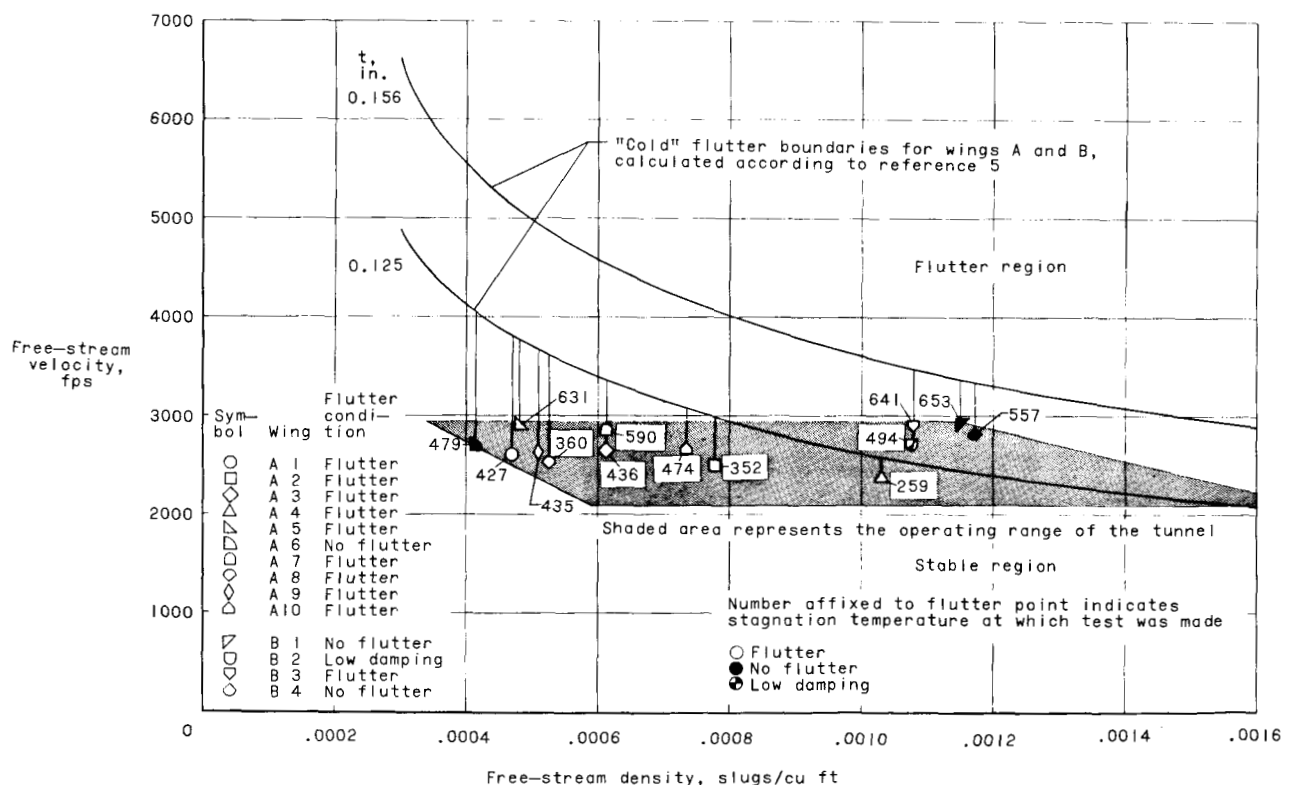 7000
6000
5000
4000
3000
2000
1000
0
Free-stream
velocity,
fps
t,
in.
0.156
0.125
"Cold" flutter boundaries for wings A and B,
calculated according to reference 5
Flutter region
631
641
653
557
479
427
360
435
590
436
474
352
494
259
Shaded area represents the operating range of the tunnel
Stable region
Number affixed to flutter point indicates
stagnation temperature at which test was made
Flutter
No flutter
Low damping
Sym-
bol Wing Flutter
condi-
tion
A 1 Flutter
A 2 Flutter
A 3 Flutter
A 4 Flutter
A 5 Flutter
A 6 No flutter
A 7 Flutter
A 8 Flutter
A 9 Flutter
A10 Flutter
B 1 No flutter
B 2 Low damping
B 3 Flutter
B 4 No flutter
.0002 .0004 .0006 .0008 .0010 .0012 .0014 .0016
Free-stream density, slugs/cu ft